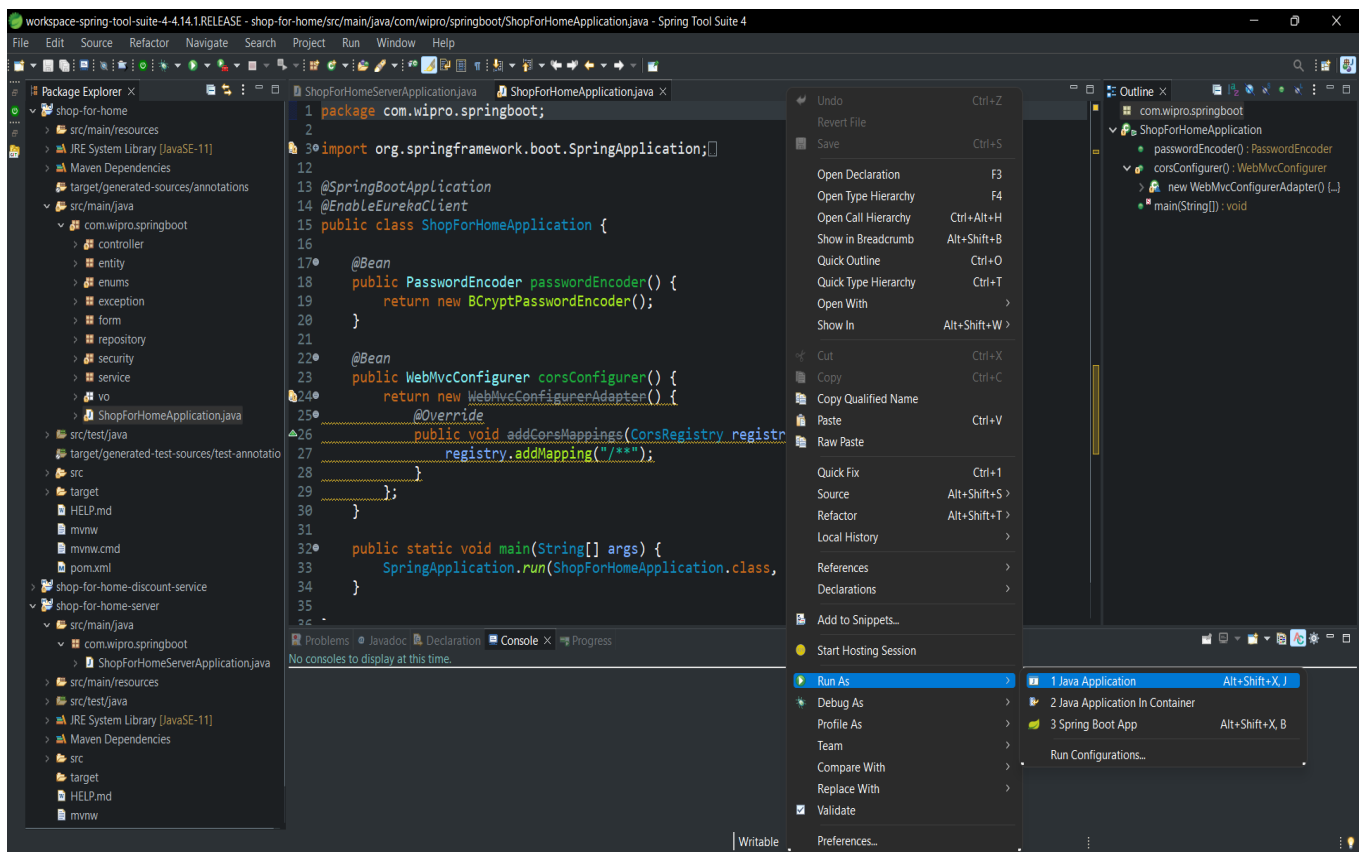 workspace-spring-tool-suite-4-4.14.1.RELEASE - shop-for-home/src/main/java/com/wipro/springboot/ShopForHomeApplication.java - Spring Tool Suite 4
File Edit Source Refactor Navigate Search Project Run Window Help
Package Explorer
shop-for-home
src/main/resources
JRE System Library [JavaSE-11]
Maven Dependencies
target/generated-sources/annotations
src/main/java
com.wipro.springboot
controller
entity
enums
exception
form
repository
security
service
vo
ShopForHomeApplication.java
src/test/java
target/generated-test-sources/test-annotatio
src
target
HELP.md
mvnw
mvnw.cmd
pom.xml
shop-for-home-discount-service
shop-for-home-server
src/main/java
com.wipro.springboot
ShopForHomeServerApplication.java
src/main/resources
src/test/java
JRE System Library [JavaSE-11]
Maven Dependencies
src
target
HELP.md
mvnw
ShopForHomeServerApplication.java ShopForHomeApplication.java
1 package com.wipro.springboot;
2
3 import org.springframework.boot.SpringApplication;
12
13 @SpringBootApplication
14 @EnableEurekaClient
15 public class ShopForHomeApplication {
16
17 @Bean
18 public PasswordEncoder passwordEncoder() {
19 return new BCryptPasswordEncoder();
20 }
21
22 @Bean
23 public WebMvcConfigurer corsConfigurer() {
24 return new WebMvcConfigurerAdapter() {
25 @Override
26 public void addCorsMappings(CorsRegistry registr
27 registry.addMapping("/**");
28 }
29 };
30 }
31
32 public static void main(String[] args) {
33 SpringApplication.run(ShopForHomeApplication.class,
34 }
35
36
Problems Javadoc Declaration Console Progress
No consoles to display at this time.
Undo Ctrl+Z
Revert File
Save Ctrl+S
Open Declaration F3
Open Type Hierarchy F4
Open Call Hierarchy Ctrl+Alt+H
Show in Breadcrumb Alt+Shift+B
Quick Outline Ctrl+O
Quick Type Hierarchy Ctrl+T
Open With
Show In Alt+Shift+W
Cut Ctrl+X
Copy Ctrl+C
Copy Qualified Name
Paste Ctrl+V
Raw Paste
Quick Fix Ctrl+1
Source Alt+Shift+S
Refactor Alt+Shift+T
Local History
References
Declarations
Add to Snippets...
Start Hosting Session
Run As
Debug As
Profile As
Team
Compare With
Replace With
Validate
Preferences...
1 Java Application Alt+Shift+X, J
2 Java Application In Container
3 Spring Boot App Alt+Shift+X, B
Run Configurations...
Outline
com.wipro.springboot
ShopForHomeApplication
passwordEncoder() : PasswordEncoder
corsConfigurer() : WebMvcConfigurer
new WebMvcConfigurerAdapter() {...}
main(String[]) : void
Writable